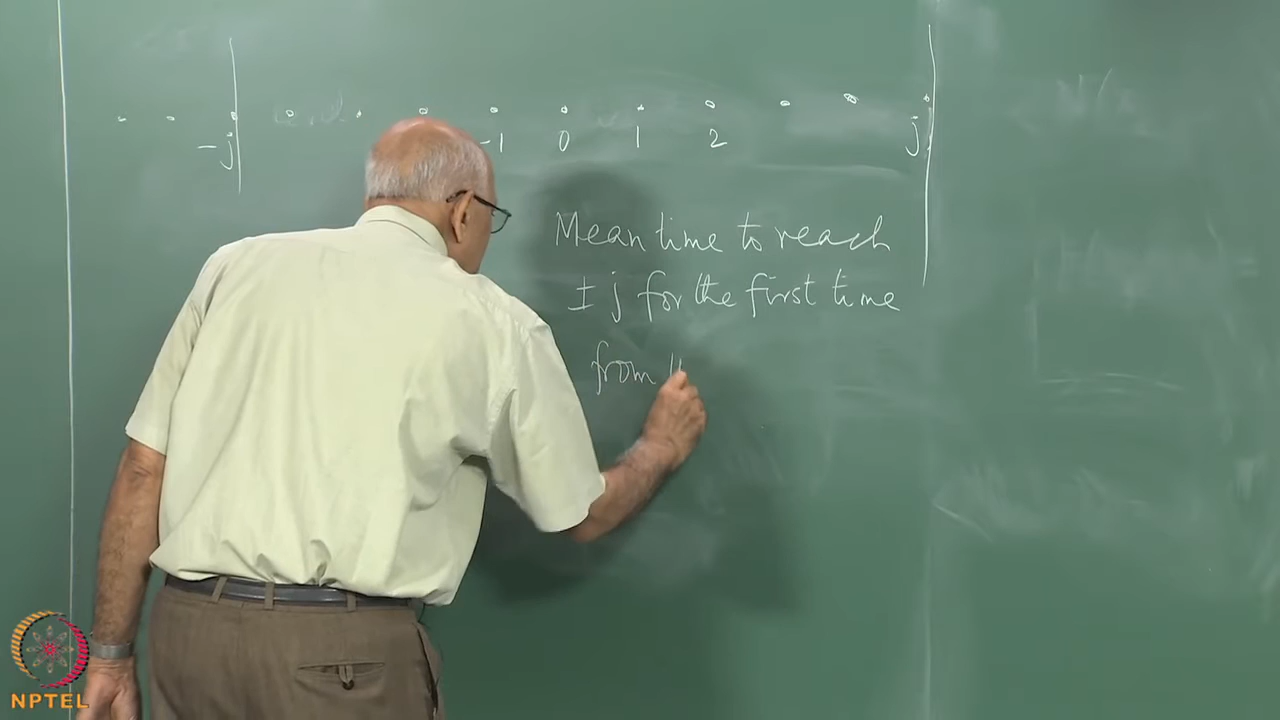 -j -1 0 1 2 j
Mean time to reach
± j for the first time
from
NPTEL